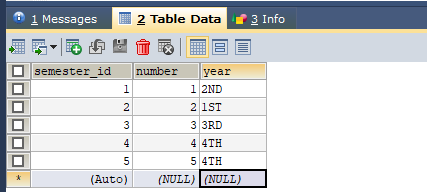 1 Messages 2 Table Data 3 Info
semester_id number year
1 1 2ND
2 2 1ST
3 3 3RD
4 4 4TH
5 5 4TH
* (Auto) (NULL) (NULL)